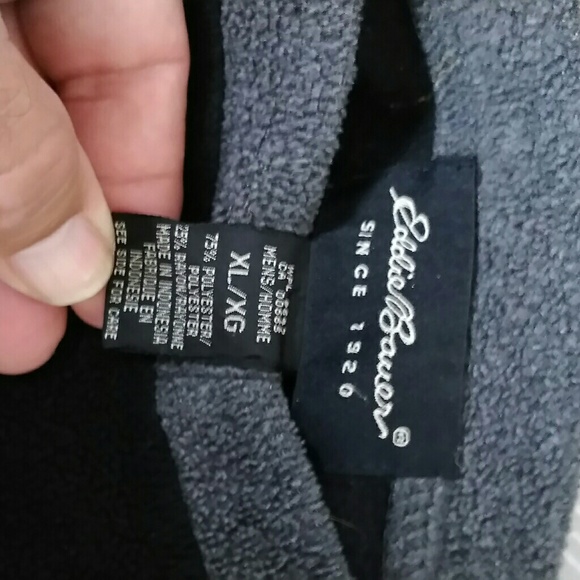 Eddie Bauer®
SINCE 1920
CA
MENS/HOMME
XL/XG
75% POLYESTER/
POLYESTER
25% RAYON/RAYONNE
MADE IN INDONESIA
FABRIQUE EN
INDONESIE
SEE SIDE FOR CARE